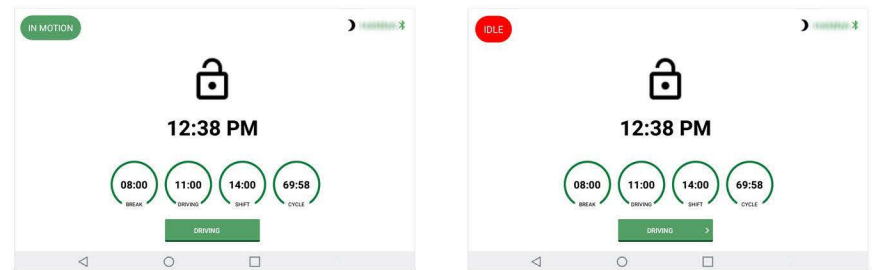 IN MOTION
12:38 PM
08:00 11:00 14:00 69:58
BREAK DRIVING SHIFT CYCLE
DRIVING
IDLE
12:38 PM
08:00 11:00 14:00 69:58
BREAK DRIVING SHIFT CYCLE
DRIVING >